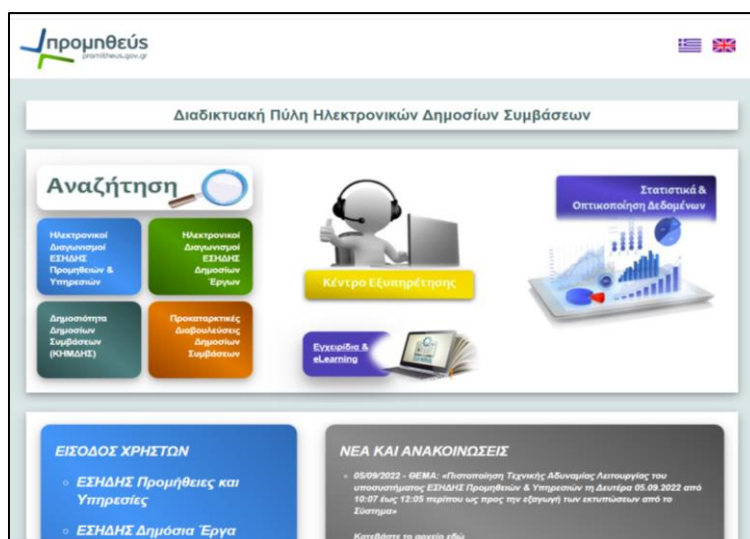 προμηθεύς
promitheus.gov.gr
Διαδικτυακή Πύλη Ηλεκτρονικών Δημοσίων Συμβάσεων
Αναζήτηση
Ηλεκτρονικοί
Διαγωνισμοί
ΕΣΗΔΗΣ
Προμηθειών &
Υπηρεσιών
Ηλεκτρονικοί
Διαγωνισμοί
ΕΣΗΔΗΣ
Δημοσίων
Έργων
Δημοσιότητα
Δημοσίων
Συμβάσεων
(ΚΗΜΔΗΣ)
Προκαταρκτικές
Διαβουλεύσεις
Δημοσίων
Συμβάσεων
Κέντρο Εξυπηρέτησης
Εγχειρίδια &
eLearning
Στατιστικά &
Οπτικοποίηση Δεδομένων
ΕΙΣΟΔΟΣ ΧΡΗΣΤΩΝ
ΕΣΗΔΗΣ Προμήθειες και
Υπηρεσίες
ΕΣΗΔΗΣ Δημόσια Έργα
ΝΕΑ ΚΑΙ ΑΝΑΚΟΙΝΩΣΕΙΣ
05/09/2022 - ΘΕΜΑ: «Πιστοποίηση Τεχνικής Αδυναμίας Λειτουργίας του
υποσυστήματος ΕΣΗΔΗΣ Προμηθειών & Υπηρεσιών τη Δευτέρα 05.09.2022 από
10:07 έως 12:05 περίπου ως προς την εξαγωγή των εκτυπώσεων από το
Σύστημα»
Κατεβάστε το αρχείο εδώ